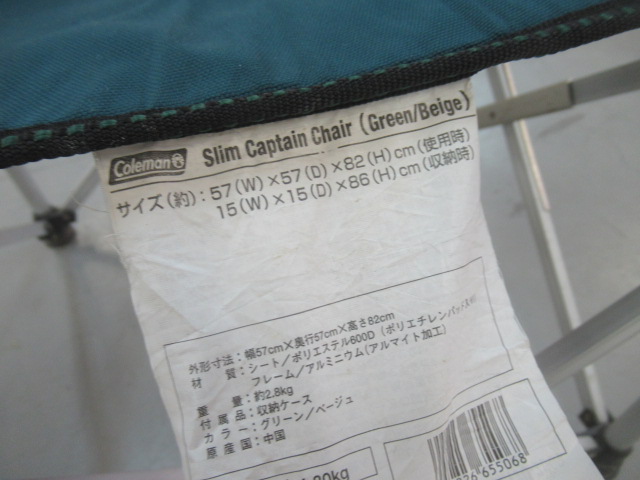 Coleman
Slim Captain Chair (Green/Beige)
サイズ(約):57(W)×57(D)×82(H)cm(使用時)
15(W)×15(D)×86(H)cm(収納時)
外形寸法:幅57cm×奥行57cm×高さ82cm
材 質:シート/ポリエステル600D(ポリエチレンパッド
フレーム/アルミニウム(アルマイト加工)
重 量:約2.8kg
付 属 品:収納ケース
カ ラ ー:グリーン/ベージュ
原 産 国:中国
kg
655068